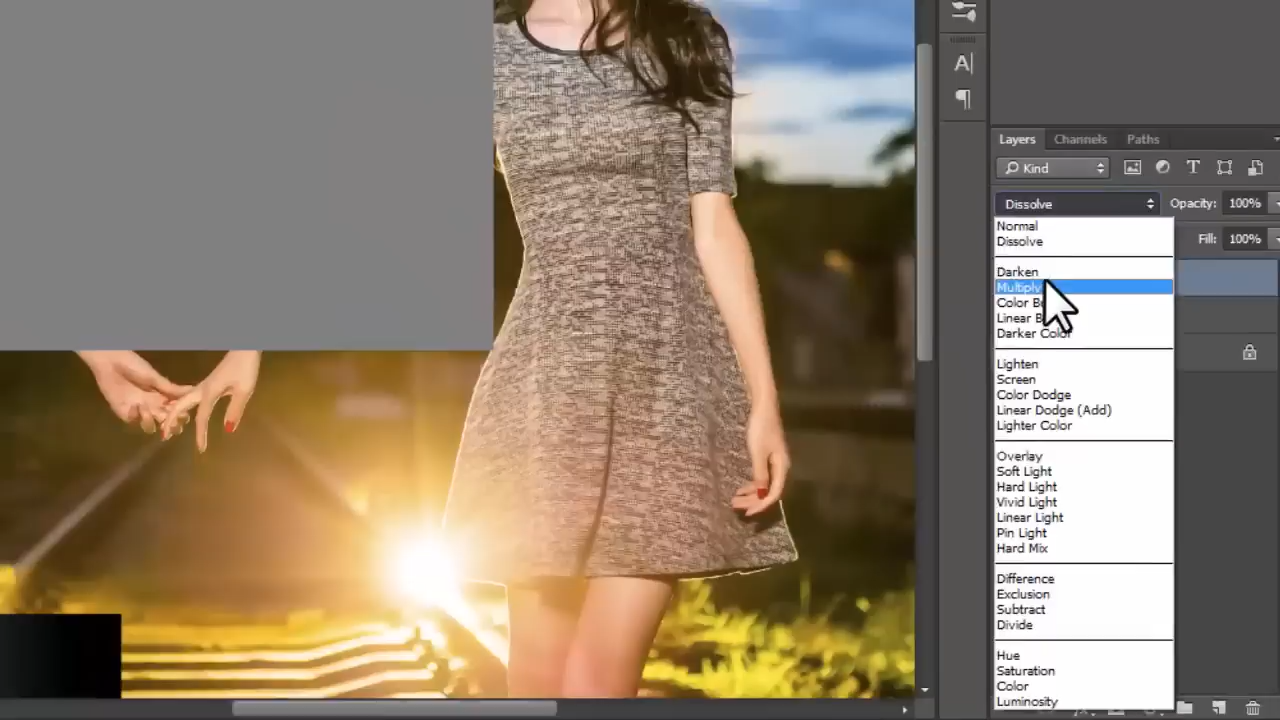 A|
Layers Channels Paths
Kind
T
Dissolve Opacity: 100%
Normal
Dissolve Fill: 100%
Darken
Multiply
Color B
Linear B
Darker Color
Lighten
Screen
Color Dodge
Linear Dodge (Add)
Lighter Color
Overlay
Soft Light
Hard Light
Vivid Light
Linear Light
Pin Light
Hard Mix
Difference
Exclusion
Subtract
Divide
Hue
Saturation
Color
Luminosity